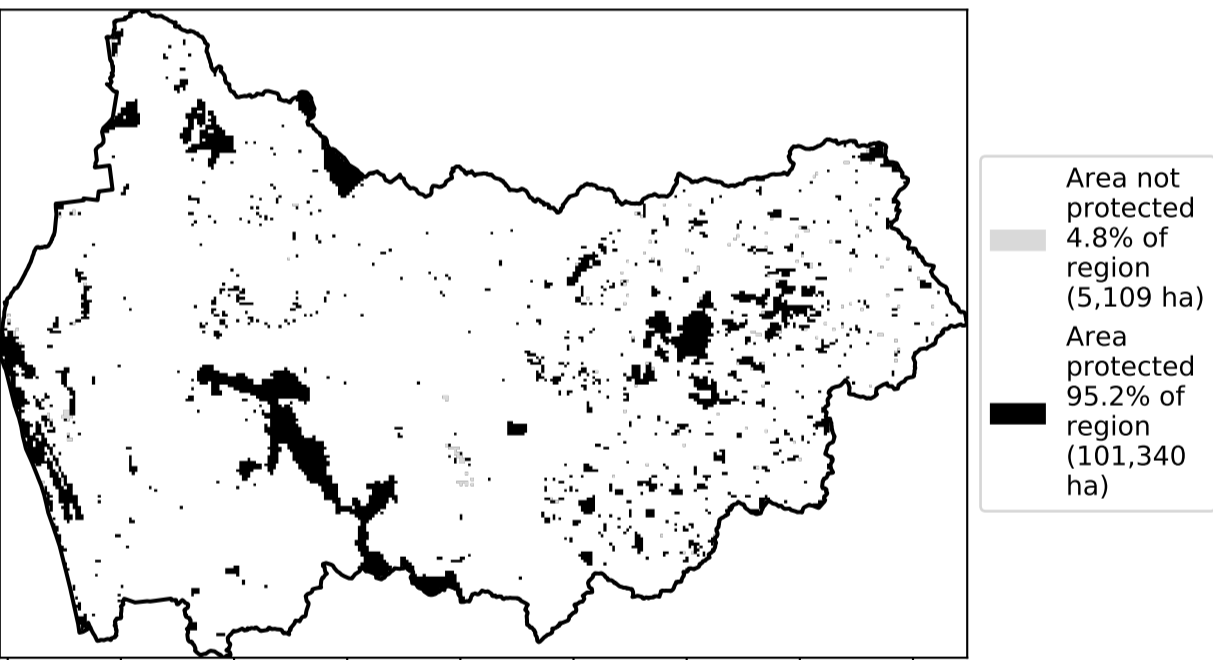 Area not
protected
4.8% of
region
(5,109 ha)
Area
protected
95.2% of
region
(101,340
ha)